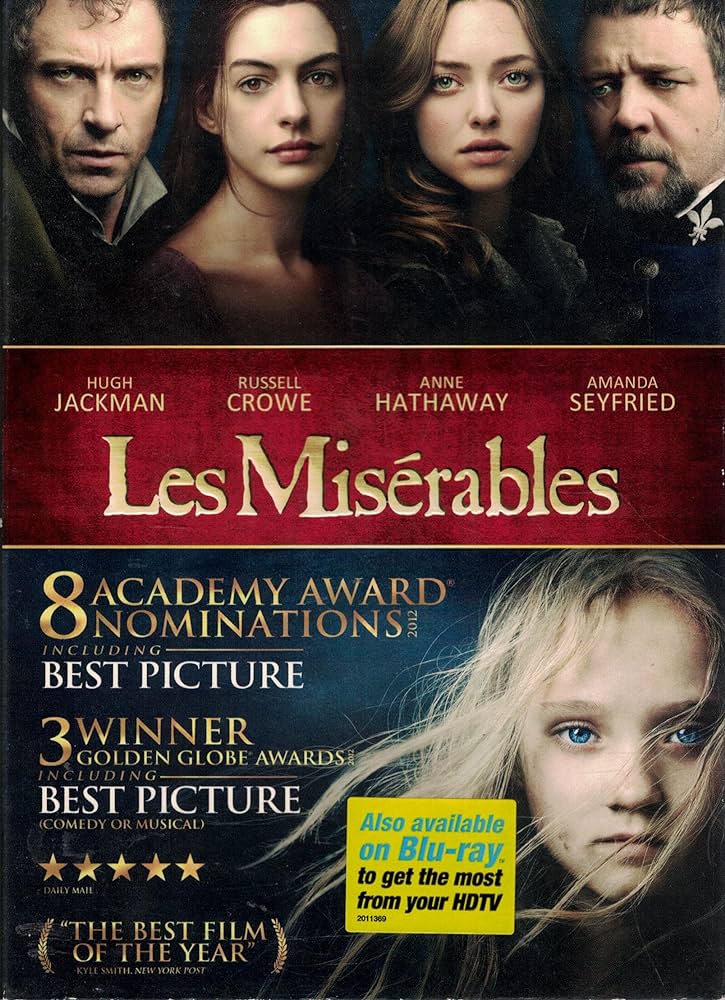 HUGH JACKMAN
RUSSELL CROWE
ANNE HATHAWAY
AMANDA SEYFRIED
Les Misérables
8 ACADEMY AWARD® NOMINATIONS 2012
INCLUDING
BEST PICTURE
3 WINNER GOLDEN GLOBE® AWARDS 2012
INCLUDING
BEST PICTURE
(COMEDY OR MUSICAL)
DAILY MAIL
"THE BEST FILM
OF THE YEAR"
KYLE SMITH, NEW YORK POST
Also available
on Blu-ray™
to get the most
from your HDTV
2011369